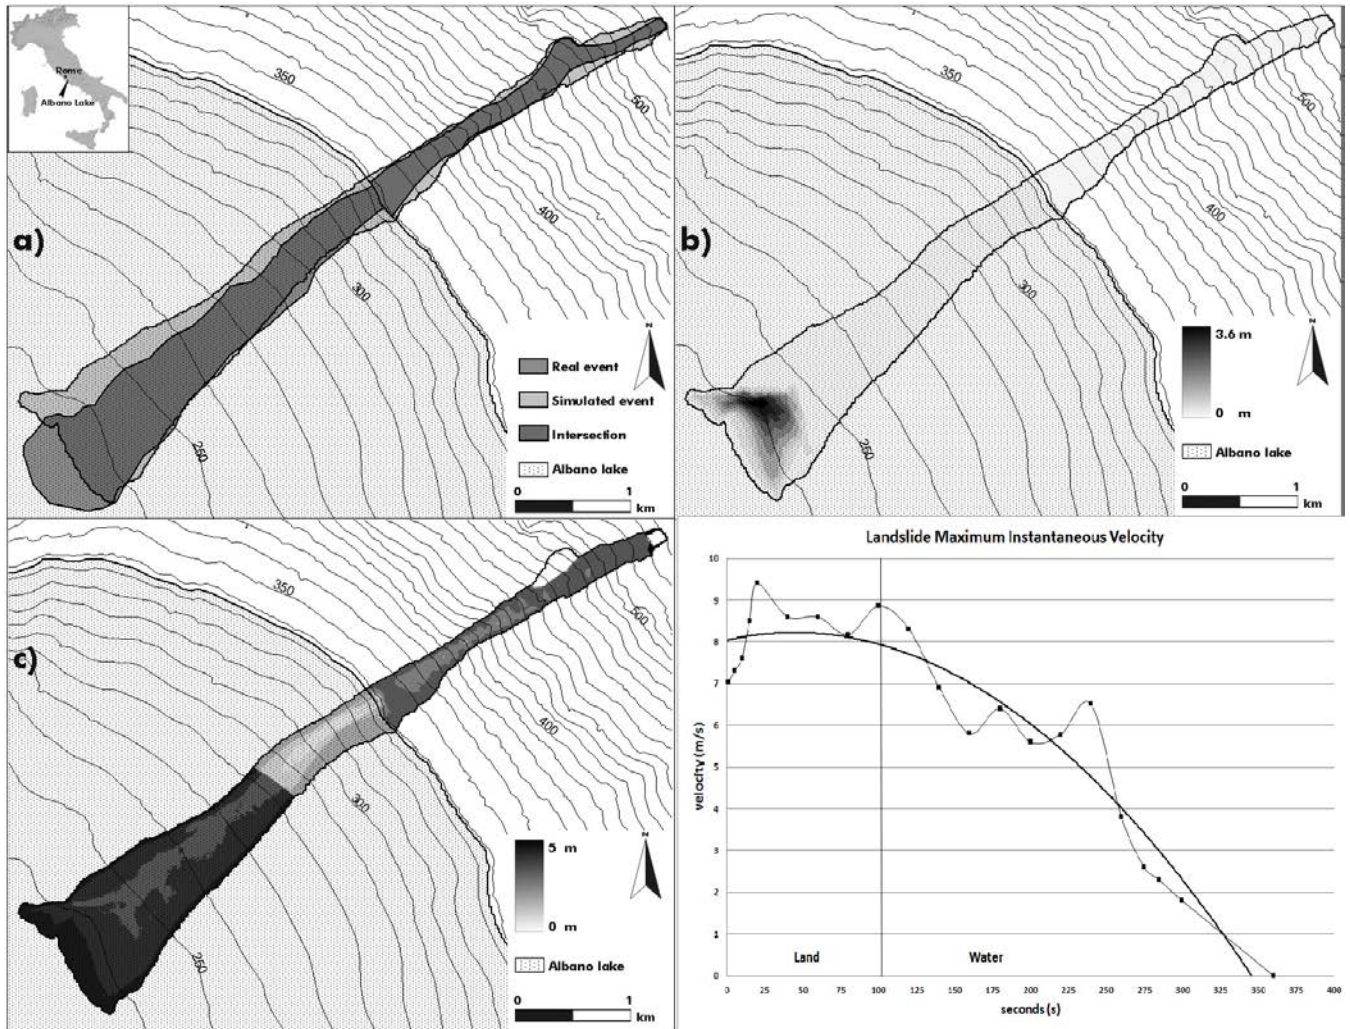 Rome
Albano Lake
350
500
400
300
250
a)
Real event
Simulated event
Intersection
Albano lake
N
0 1
km
350
500
400
300
250
b)
3.6 m
0 m
Albano lake
N
0 1
km
350
500
400
300
250
c)
5 m
0 m
Albano lake
N
0 1
km
Landslide Maximum Instantaneous Velocity
velocity (m/s)
10
9
8
7
6
5
4
3
2
1
0
Land Water
0 25 50 75 100 125 150 175 200 225 250 275 300 325 350 375 400
seconds (s)